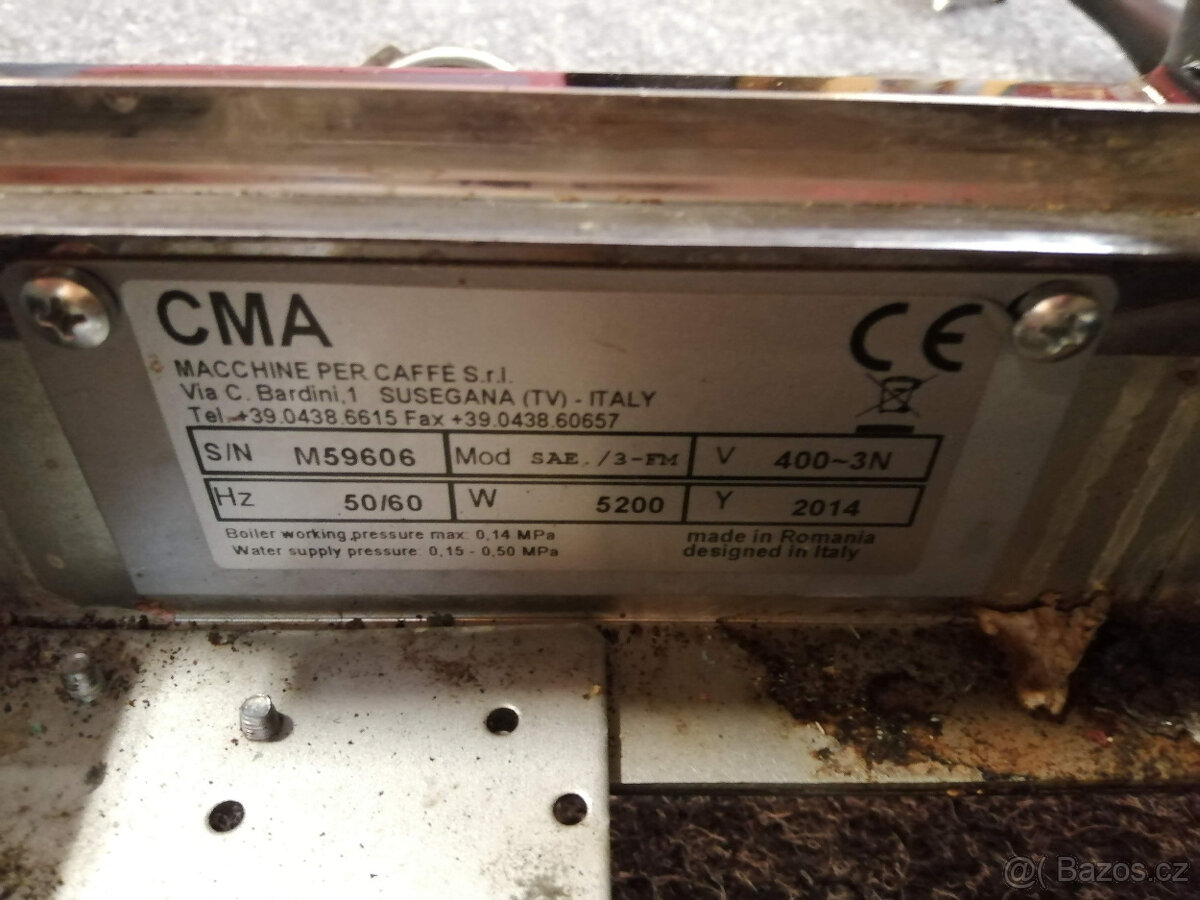 CMA
CE
MACCHINE PER CAFFÈ S.r.l.
Via C. Bardini,1 SUSEGANA (TV) - ITALY
Tel +39.0438.6615 Fax +39.0438.60657
S/N M59606 Mod SAE./3-FM V 400~3N
Hz 50/60 W 5200 Y 2014
Boiler working pressure max: 0,14 MPa
Water supply pressure: 0,15 - 0,50 MPa
made in Romania
designed in Italy
@( Bazos.cz